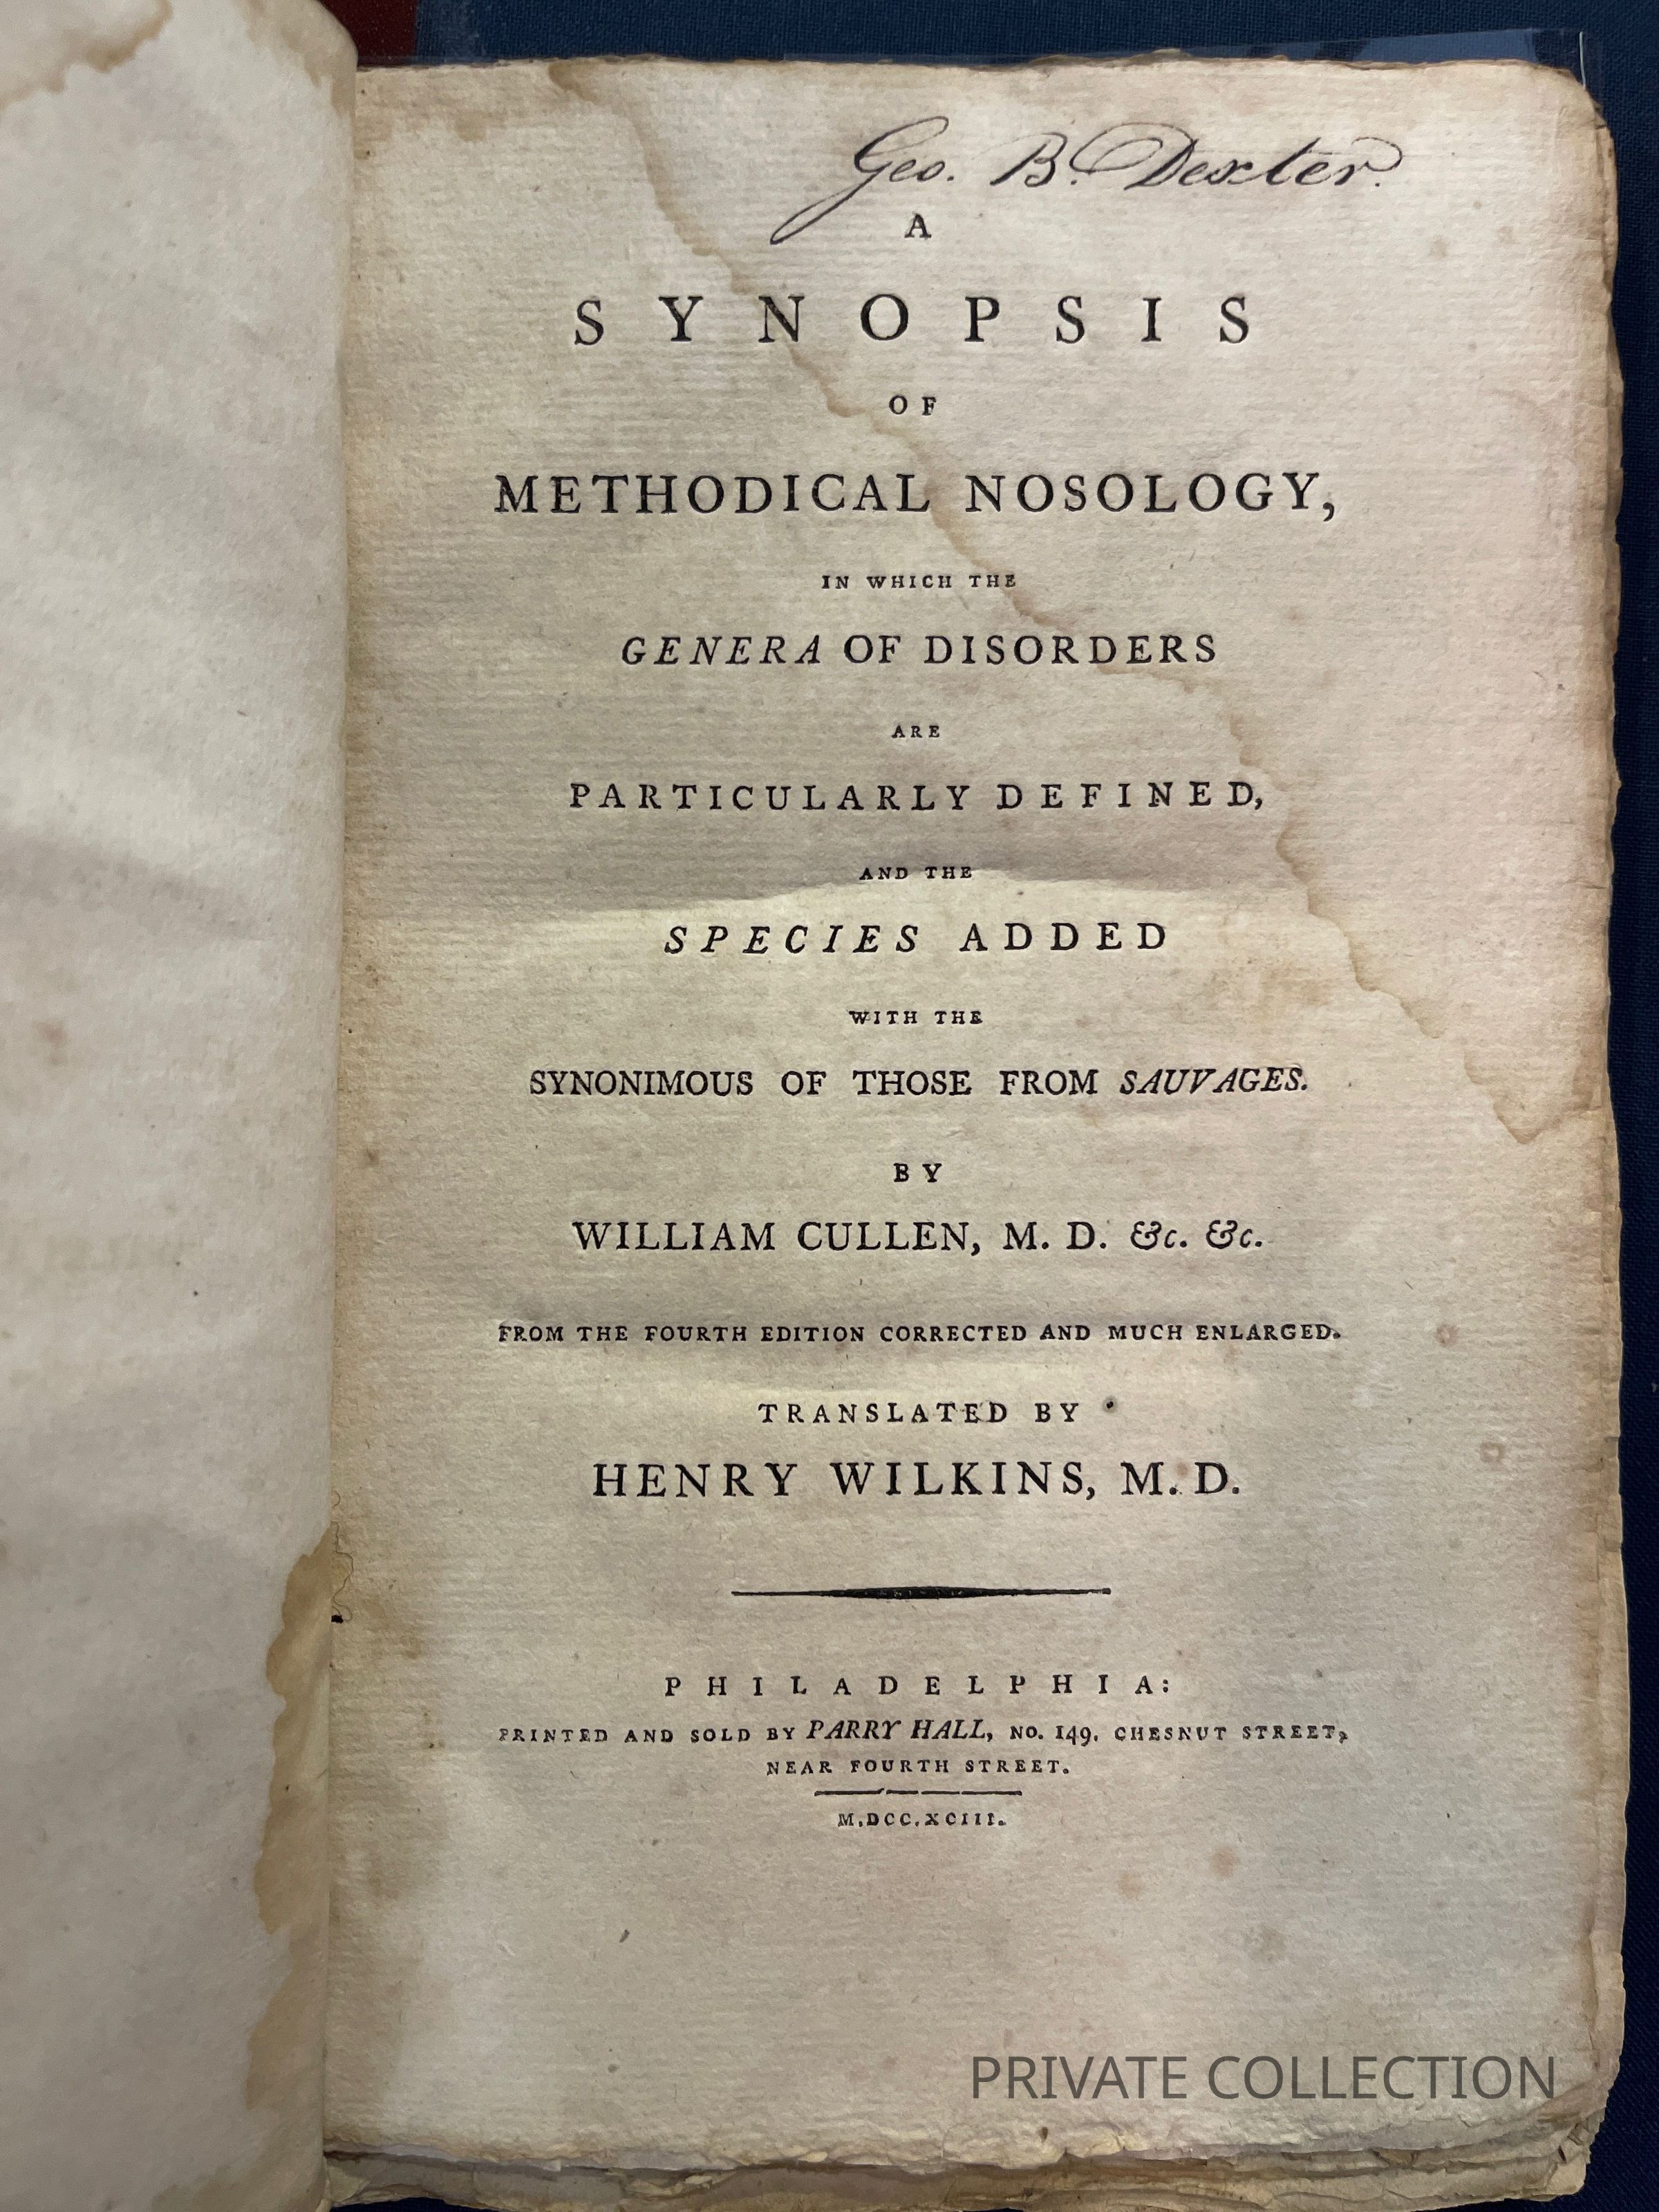 Geo. B. Dexter.
A
SYNOPSIS
OF
METHODICAL NOSOLOGY,
IN WHICH THE
GENERA OF DISORDERS
ARE
PARTICULARLY DEFINED,
AND THE
SPECIES ADDED
WITH THE
SYNONIMOUS OF THOSE FROM SAUVAGES.
BY
WILLIAM CULLEN, M. D. &c. &c.
FROM THE FOURTH EDITION CORRECTED AND MUCH ENLARGED.
TRANSLATED BY
HENRY WILKINS, M. D.
PHILADELPHIA:
PRINTED AND SOLD BY PARRY HALL, NO. 149, CHESNUT STREET,
NEAR FOURTH STREET.
M.DCC.XCIII.
PRIVATE COLLECTION